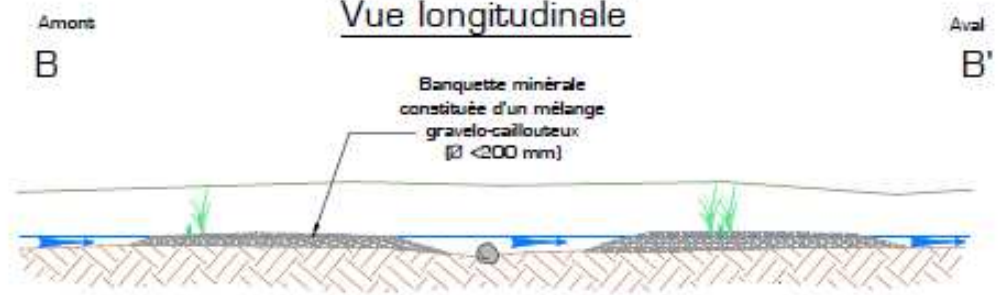 Vue longitudinale
Amont
Aval
B
B'
Banquette minérale
constituée d'un mélange
gravelo-caillouteux
(Ø <200 mm)